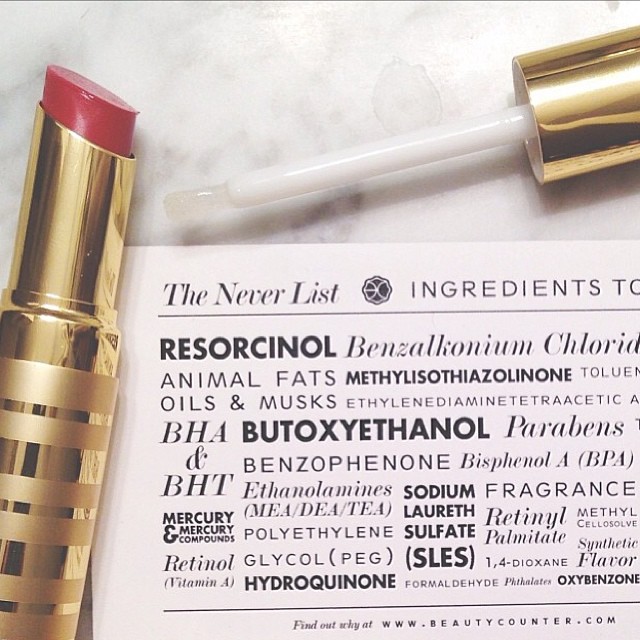 The Never List INGREDIENTS TO
RESORCINOL Benzalkonium Chlorid
ANIMAL FATS METHYLISOTHIAZOLINONE TOLUEN
OILS & MUSKS ETHYLENEDIAMINETETRAACETIC A
BHA & BHT BUTOXYETHANOL Parabens
BENZOPHENONE Bisphenol A (BPA)
Ethanolamines (MEA/DEA/TEA) SODIUM LAURETH SULFATE (SLES) FRAGRANCE
MERCURY & MERCURY COMPOUNDS POLYETHYLENE GLYCOL (PEG) Retinyl Palmitate METHYL CELLOSOLVE
Retinol (Vitamin A) 1,4-DIOXANE Synthetic Flavor
HYDROQUINONE FORMALDEHYDE Phthalates OXYBENZONE
Find out why at WWW.BEAUTYCOUNTER.COM